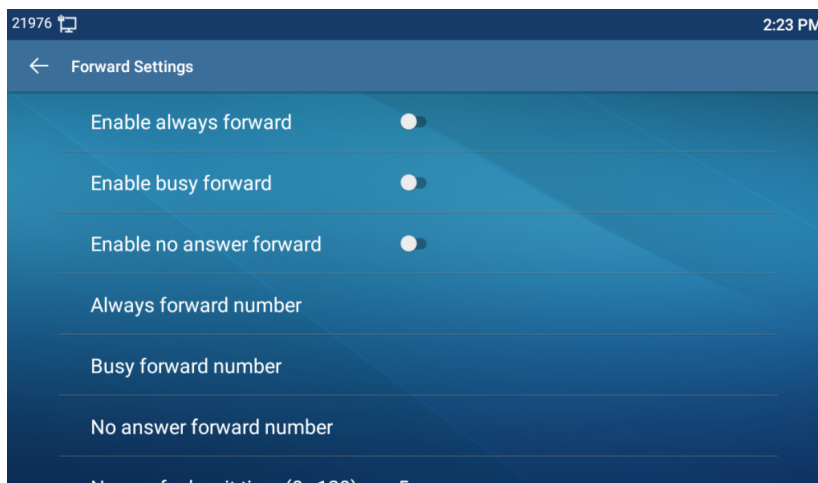 21976 2:23 PM
Forward Settings
Enable always forward
Enable busy forward
Enable no answer forward
Always forward number
Busy forward number
No answer forward number